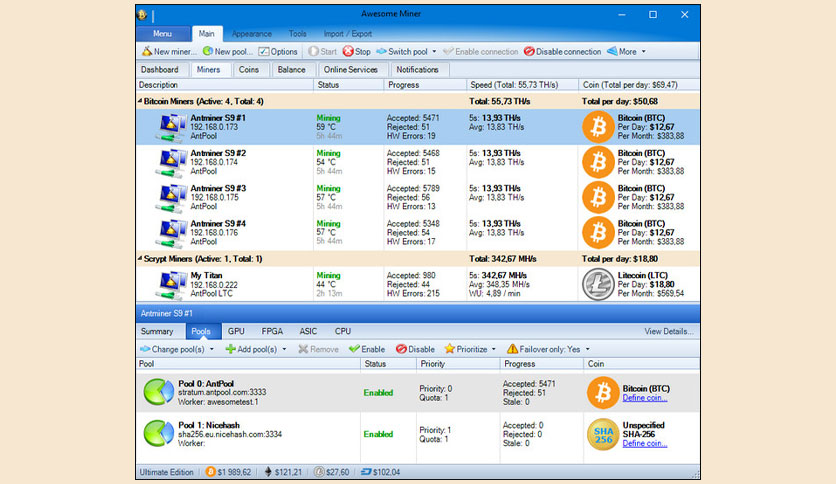 Awesome Miner
Menu Main Appearance Tools Import / Export
New miner... New pool... Options Start Stop Switch pool Enable connection Disable connection More
Dashboard Miners Coins Balance Online Services Notifications
Description Status Progress Speed (Total: 55,73 TH/s) Coin (Total per day: $69.47)
Bitcoin Miners (Active: 4, Total: 4) Total: 55,73 TH/s Total per day: $50,68
Antminer S9 #1 Mining Accepted: 5471 5s: 13,93 TH/s Bitcoin (BTC)
192.168.0.173 59 °C Rejected: 51 Avg: 13,83 TH/s Per Day: $12,67
AntPool 5h 44m HW Errors: 19 Per Month: $383,88
Antminer S9 #2 Mining Accepted: 5468 5s: 13,93 TH/s Bitcoin (BTC)
192.168.0.174 54 °C Rejected: 51 Avg: 13,83 TH/s Per Day: $12,67
AntPool 5h 44m HW Errors: 15 Per Month: $383,88
Antminer S9 #3 Mining Accepted: 5789 5s: 13,93 TH/s Bitcoin (BTC)
192.168.0.175 57 °C Rejected: 56 Avg: 13,83 TH/s Per Day: $12,67
AntPool 5h 44m HW Errors: 13 Per Month: $383,88
Antminer S9 #4 Mining Accepted: 5348 5s: 13,93 TH/s Bitcoin (BTC)
192.168.0.176 57 °C Rejected: 54 Avg: 13,83 TH/s Per Day: $12,67
AntPool 5h 44m HW Errors: 17 Per Month: $383,88
Scrypt Miners (Active: 1, Total: 1) Total: 342,67 MH/s Total per day: $18,80
My Titan Mining Accepted: 980 5s: 342,67 MH/s Litecoin (LTC)
192.168.0.222 44 °C Rejected: 44 Avg: 348,35 MH/s Per Day: $18,80
AntPool LTC 2h 13m HW Errors: 215 WU: 4,89 / min Per Month: $569,54
Antminer S9 #1
Summary Pools GPU FPGA ASIC CPU View Details...
Change pool(s) Add pool(s) Remove Enable Disable Prioritize Failover only: Yes
Pool Status Priority Progress Coin
Pool 0: AntPool Enabled Priority: 0 Accepted: 5471 Bitcoin (BTC)
stratum.antpool.com:3333 Quota: 1 Rejected: 51 Define coin...
Worker: awesometest.1 Stale: 0
Pool 1: Nicehash Enabled Priority: 1 Accepted: 0 SHA 256 Unspecified
sha256.eu.nicehash.com:3334 Quota: 1 Rejected: 0 SHA-256
Worker: Stale: 0 Define coin...
Ultimate Edition $1 989,62 $121,21 $27,60 $102,04